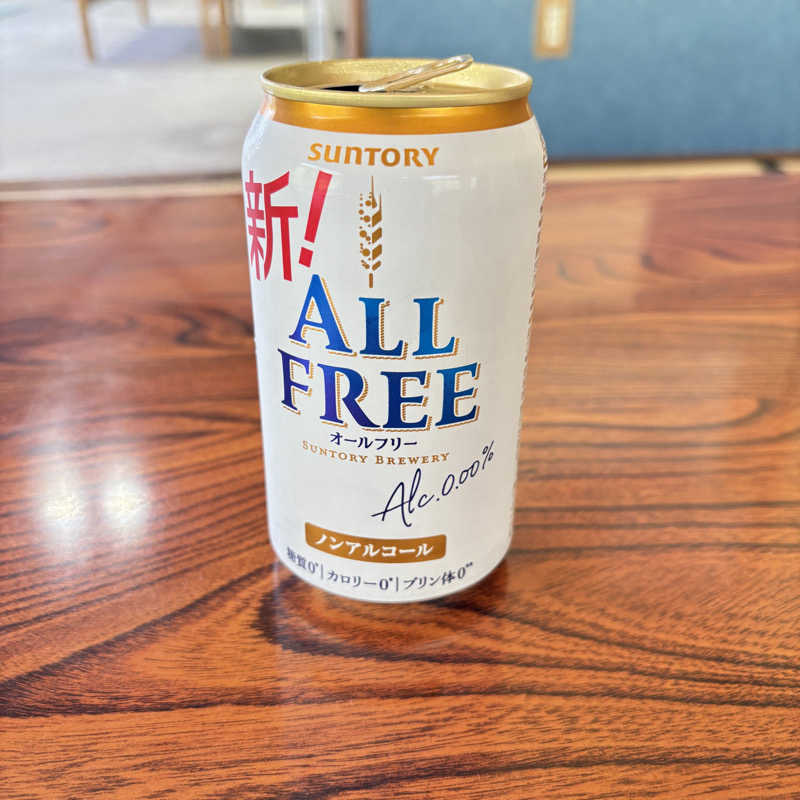 SUNTORY
新!
ALL
FREE
オールフリー
SUNTORY BREWERY
Alc.0.00%
ノンアルコール
糖質0*|カロリー0*|プリン体0**